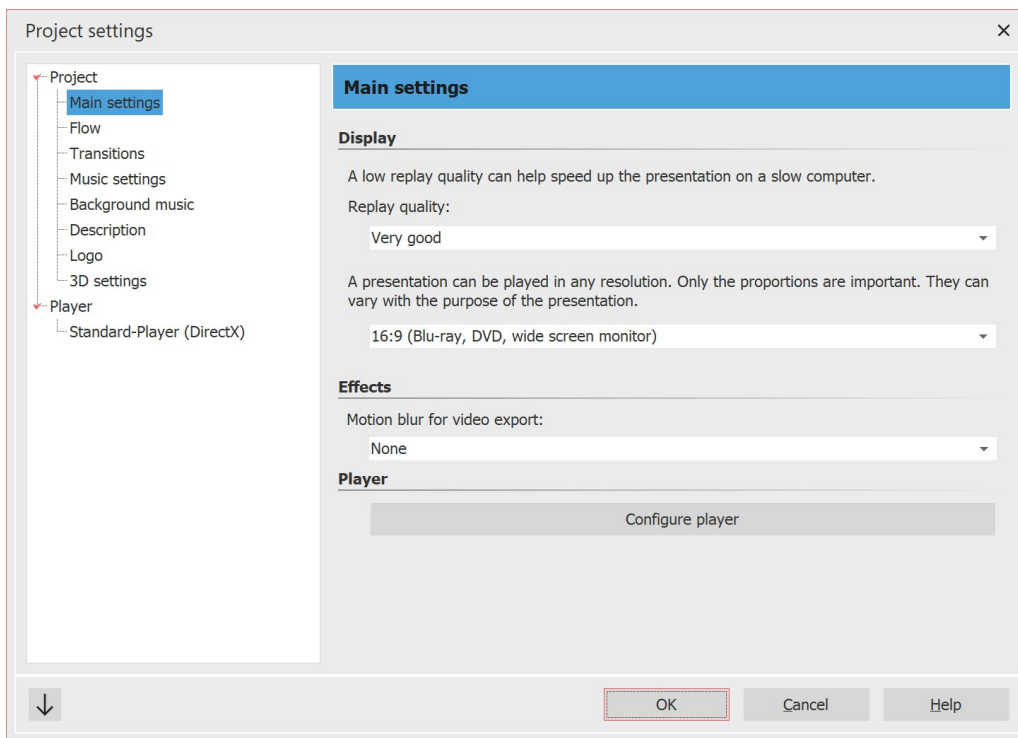 Project settings
Project
Main settings
Flow
Transitions
Music settings
Background music
Description
Logo
3D settings
Player
Standard-Player (DirectX)
Main settings
Display
A low replay quality can help speed up the presentation on a slow computer.
Replay quality:
Very good
A presentation can be played in any resolution. Only the proportions are important. They can
vary with the purpose of the presentation.
16:9 (Blu-ray, DVD, wide screen monitor)
Effects
Motion blur for video export:
None
Player
Configure player
OK
Cancel
Help